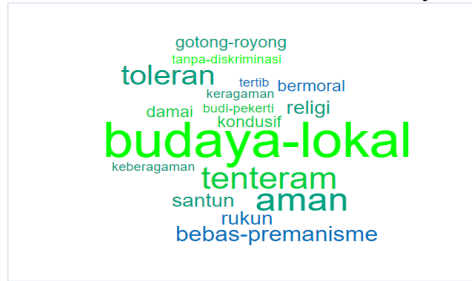 gotong-royong
tanpa-diskriminasi
toleran
tertib
bermoral
keragaman
damai
budi-pekerti
religi
kondusif
budaya-lokal
keberagaman
tenteram
santun
aman
rukun
bebas-premanisme